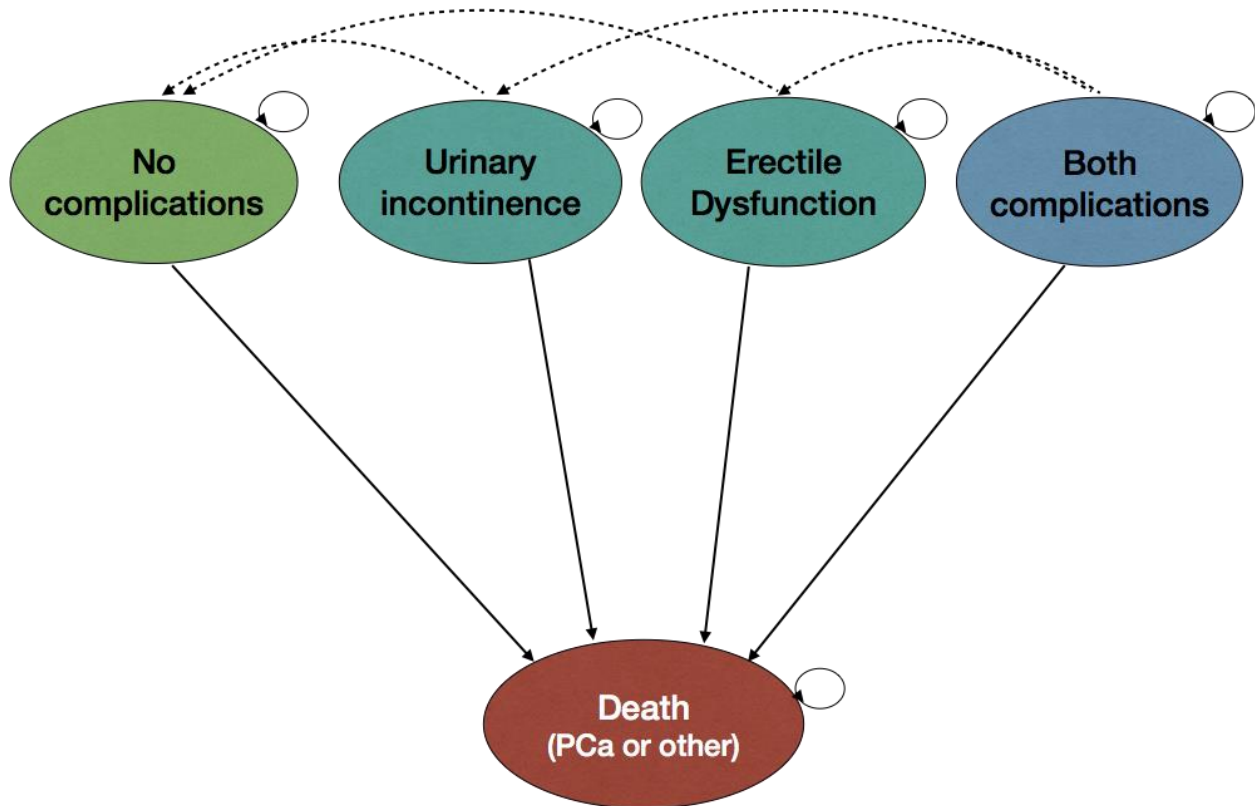 No
complications
Urinary
incontinence
Erectile
Dysfunction
Both
complications
Death
(PCa or other)